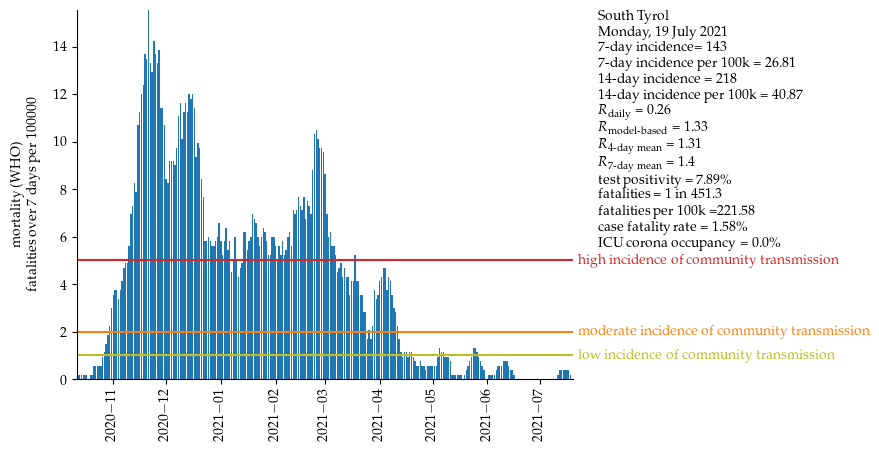 South Tyrol
Monday, 19 July 2021
7-day incidence= 143
7-day incidence per 100k = 26.81
14-day incidence = 218
14-day incidence per 100k = 40.87
R daily = 0.26
R model-based = 1.33
R 4-day mean = 1.31
R 7-day mean = 1.4
test positivity = 7.89%
fatalities = 1 in 451.3
fatalities per 100k =221.58
case fatality rate = 1.58%
ICU corona occupancy = 0.0%
high incidence of community transmission
moderate incidence of community transmission
low incidence of community transmission
mortality (WHO)
fatalities over 7 days per 100000
14
12
10
8
6
4
2
0
2020−11
2020−12
2021−01
2021−02
2021−03
2021−04
2021−05
2021−06
2021−07